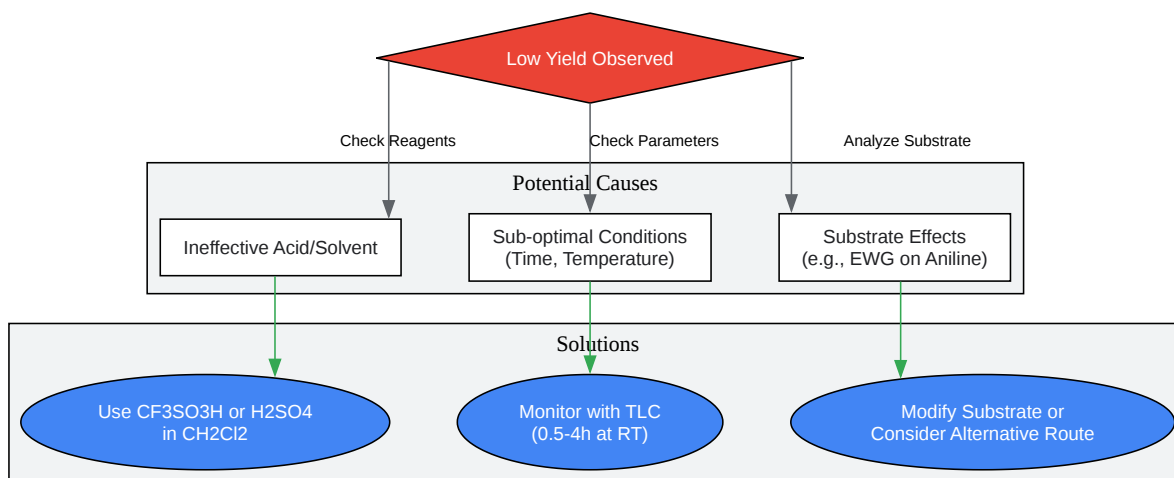 Low Yield Observed
Check Reagents
Check Parameters
Analyze Substrate
Potential Causes
Ineffective Acid/Solvent
Sub-optimal Conditions
(Time, Temperature)
Substrate Effects
(e.g., EWG on Aniline)
Solutions
Use CF3SO3H or H2SO4
in CH2Cl2
Monitor with TLC
(0.5-4h at RT)
Modify Substrate or
Consider Alternative Route